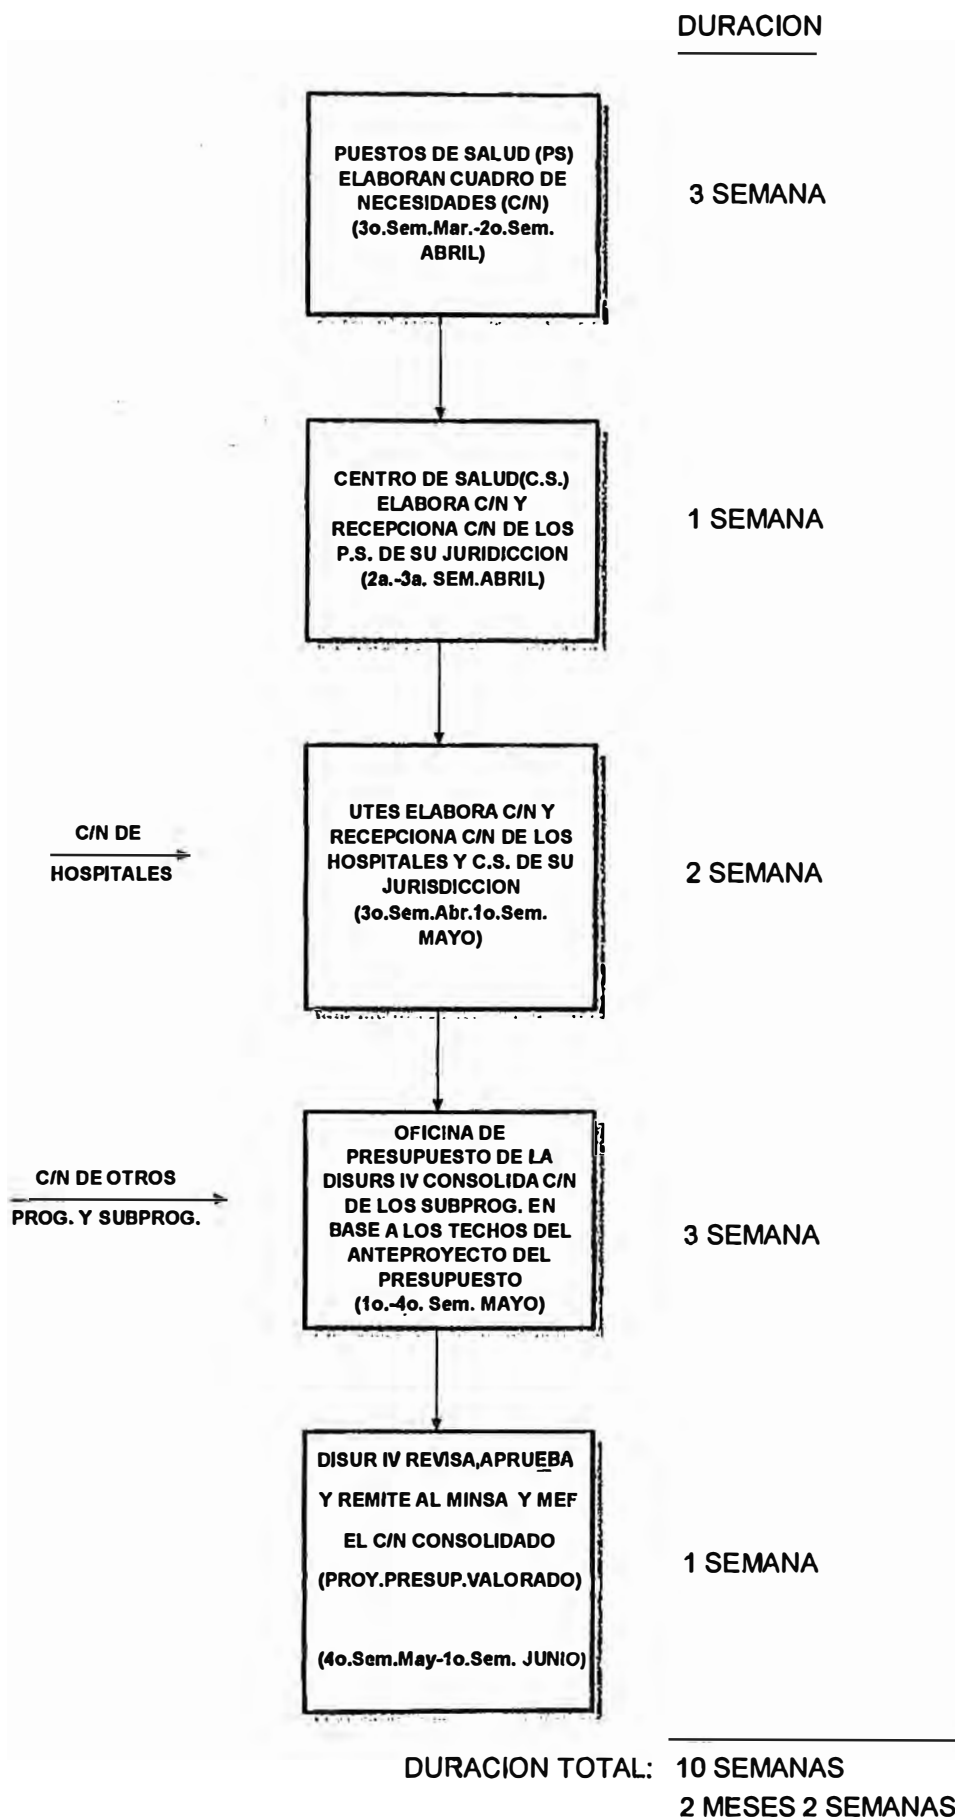 DURACION
PUESTOS DE SALUD (PS)
ELABORAN CUADRO DE
NECESIDADES (C/N)
(3o.Sem.Mar.-2o.Sem.
ABRIL)
3 SEMANA
CENTRO DE SALUD(C.S.)
ELABORA C/N Y
RECEPCIONA C/N DE LOS
P.S. DE SU JURIDICCION
(2a.-3a. SEM.ABRIL)
1 SEMANA
C/N DE
HOSPITALES
UTES ELABORA C/N Y
RECEPCIONA C/N DE LOS
HOSPITALES Y C.S. DE SU
JURISDICCION
(3o.Sem.Abr.1o.Sem.
MAYO)
2 SEMANA
C/N DE OTROS
PROG. Y SUBPROG.
OFICINA DE
PRESUPUESTO DE LA
DISURS IV CONSOLIDA C/N
DE LOS SUBPROG. EN
BASE A LOS TECHOS DEL
ANTEPROYECTO DEL
PRESUPUESTO
(1o.-4o. Sem. MAYO)
3 SEMANA
DISUR IV REVISA,APRUEBA
Y REMITE AL MINSA Y MEF
EL C/N CONSOLIDADO
(PROY.PRESUP.VALORADO)
(4o.Sem.May-1o.Sem. JUNIO)
1 SEMANA
DURACION TOTAL: 10 SEMANAS
2 MESES 2 SEMANAS